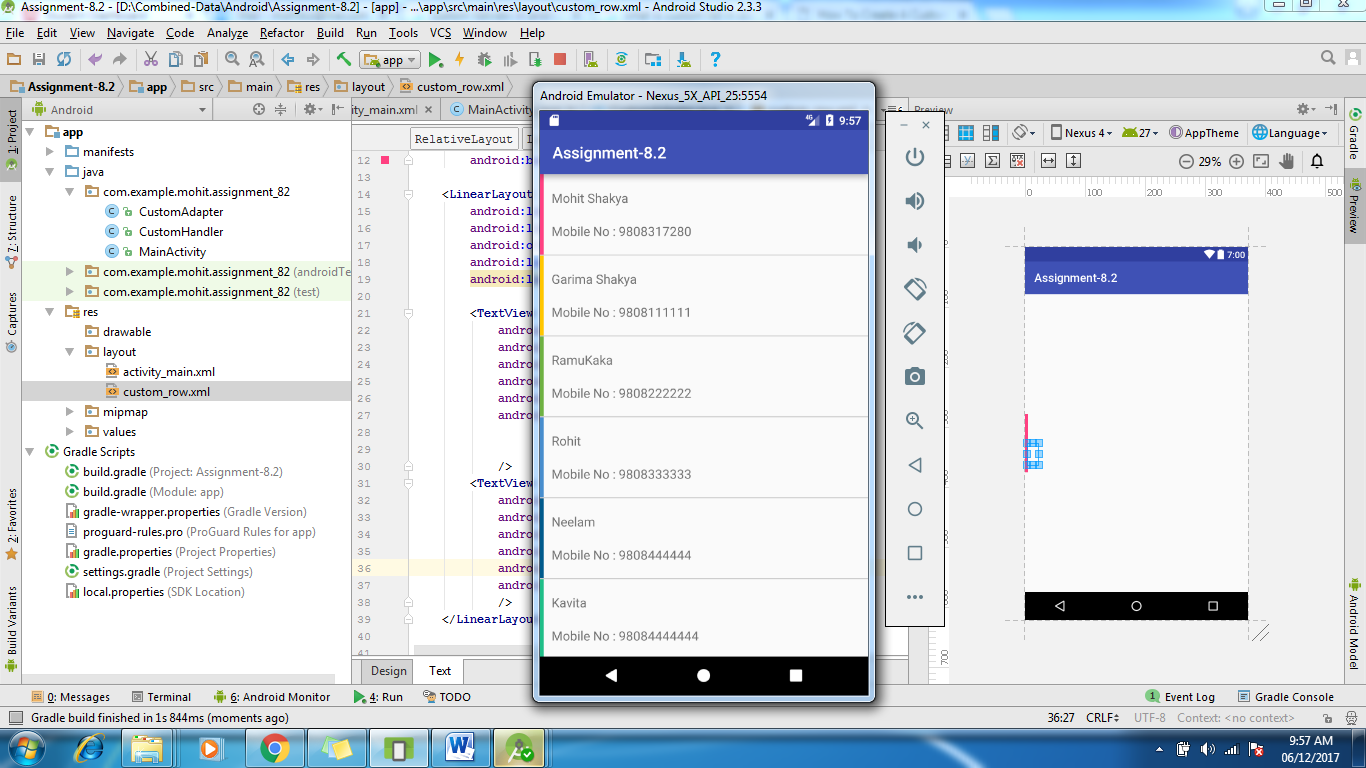 Assignment-8.2 - [D:\Combined-Data\Android\Assignment-8.2] - [app] - ...\app\src\main\res\layout\custom_row.xml - Android Studio 2.3.3
File Edit View Navigate Code Analyze Refactor Build Run Tools VCS Window Help
app
Assignment-8.2 app src main res layout custom_row.xml
1: Project
7: Structure
Captures
2: Favorites
Build Variants
Android
app
manifests
java
com.example.mohit.assignment_82
CustomAdapter
CustomHandler
MainActivity
com.example.mohit.assignment_82 (androidTe
com.example.mohit.assignment_82 (test)
res
drawable
layout
activity_main.xml
custom_row.xml
mipmap
values
Gradle Scripts
build.gradle (Project: Assignment-8.2)
build.gradle (Module: app)
gradle-wrapper.properties (Gradle Version)
proguard-rules.pro (ProGuard Rules for app)
gradle.properties (Project Properties)
settings.gradle (Project Settings)
local.properties (SDK Location)
ity_main.xml MainActivity
RelativeLayout
12 android:b
13
14 <LinearLayout
15 android:l
16 android:l
17 android:o
18 android:l
19 android:l
20
21 <TextView
22 andro
23 andro
24 andro
25 andro
26 andro
27 andro
28
29
30 />
31 <TextView
32 andro
33 andro
34 andro
35 andro
36 andro
37 andro
38 />
39 </LinearLayou
40
41
Design Text
Android Emulator - Nexus_5X_API_25:5554
4G 9:57
Assignment-8.2
Mohit Shakya
Mobile No : 9808317280
Garima Shakya
Mobile No : 9808111111
RamuKaka
Mobile No : 9808222222
Rohit
Mobile No : 9808333333
Neelam
Mobile No : 9808444444
Kavita
Mobile No : 98084444444
Preview
Nexus 4 27 AppTheme Language
29%
0 100 200 300 400 500
7:00
Assignment-8.2
700
Gradle
Preview
Android Model
0: Messages Terminal 6: Android Monitor 4: Run TODO
1 Event Log Gradle Console
Gradle build finished in 1s 844ms (moments ago)
36:27 CRLF UTF-8 Context: <no context>
9:57 AM
06/12/2017